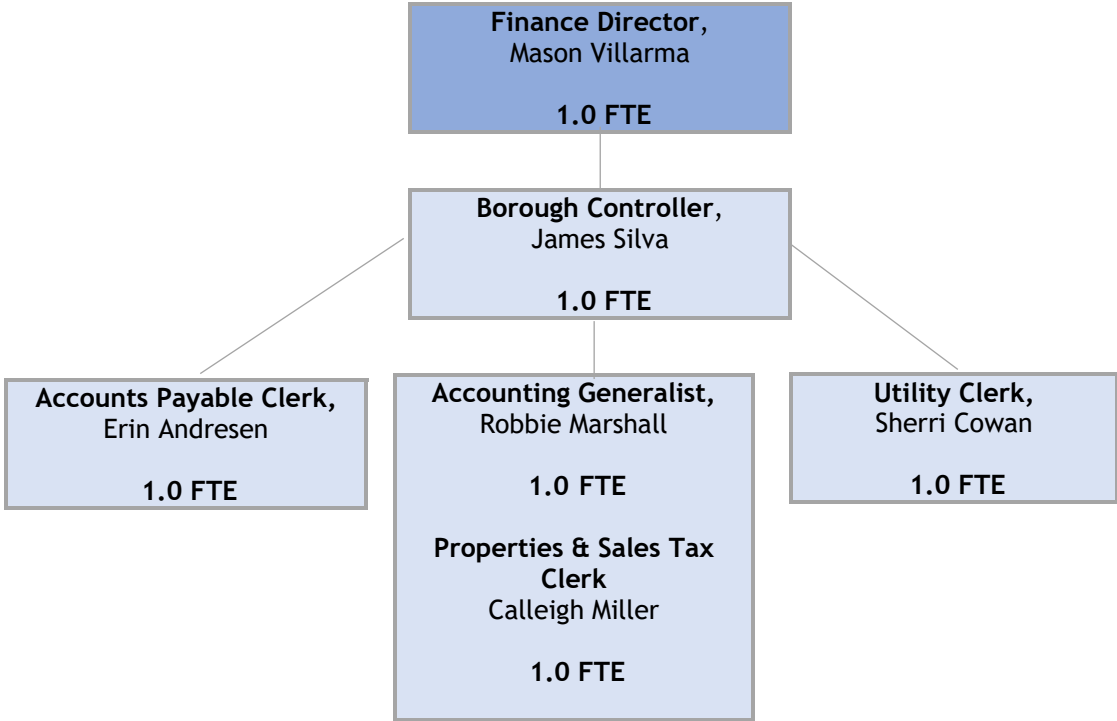 Finance Director,
Mason Villarma
1.0 FTE
Borough Controller,
James Silva
1.0 FTE
Accounts Payable Clerk,
Erin Andresen
1.0 FTE
Accounting Generalist,
Robbie Marshall
1.0 FTE
Properties & Sales Tax
Clerk
Calleigh Miller
1.0 FTE
Utility Clerk,
Sherri Cowan
1.0 FTE